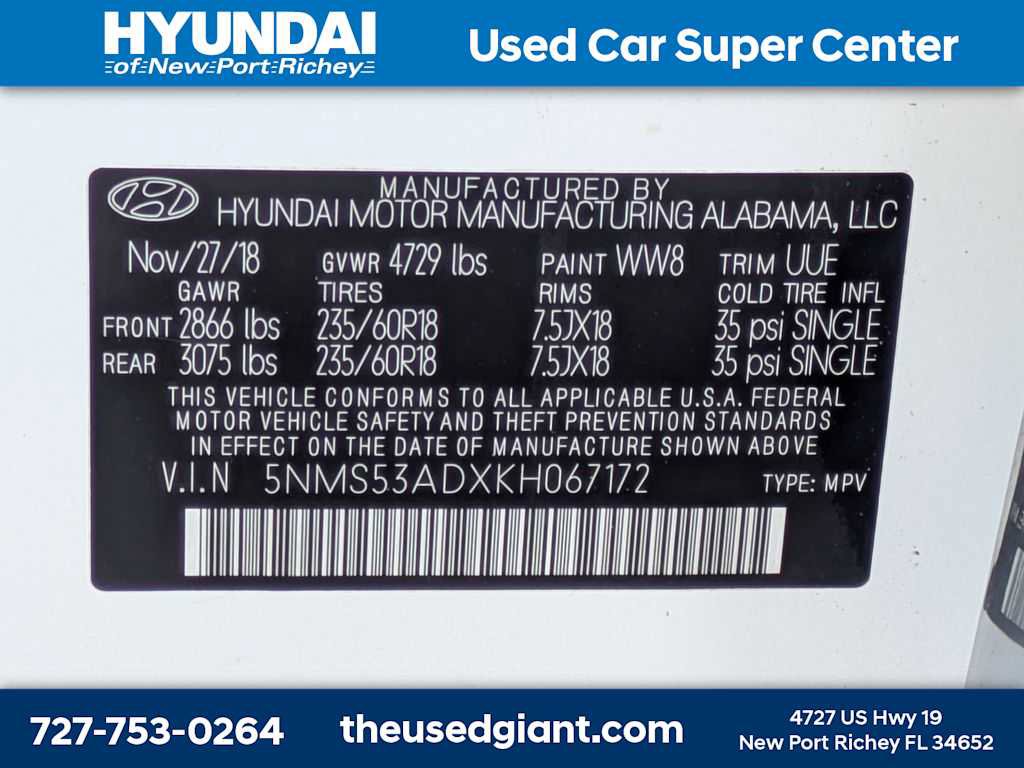 HYUNDAI
of New Port Richey
Used Car Super Center
MANUFACTURED BY
HYUNDAI MOTOR MANUFACTURING ALABAMA, LLC
Nov/27/18 GVWR 4729 lbs PAINT WW8 TRIM UUE
GAWR TIRES RIMS COLD TIRE INFL
FRONT 2866 lbs 235/60R18 7.5JX18 35 psi SINGLE
REAR 3075 lbs 235/60R18 7.5JX18 35 psi SINGLE
THIS VEHICLE CONFORMS TO ALL APPLICABLE U.S.A. FEDERAL
MOTOR VEHICLE SAFETY AND THEFT PREVENTION STANDARDS
IN EFFECT ON THE DATE OF MANUFACTURE SHOWN ABOVE
V.I.N 5NMS53ADXKH067172 TYPE: MPV
727-753-0264
theusedgiant.com
4727 US Hwy 19
New Port Richey FL 34652